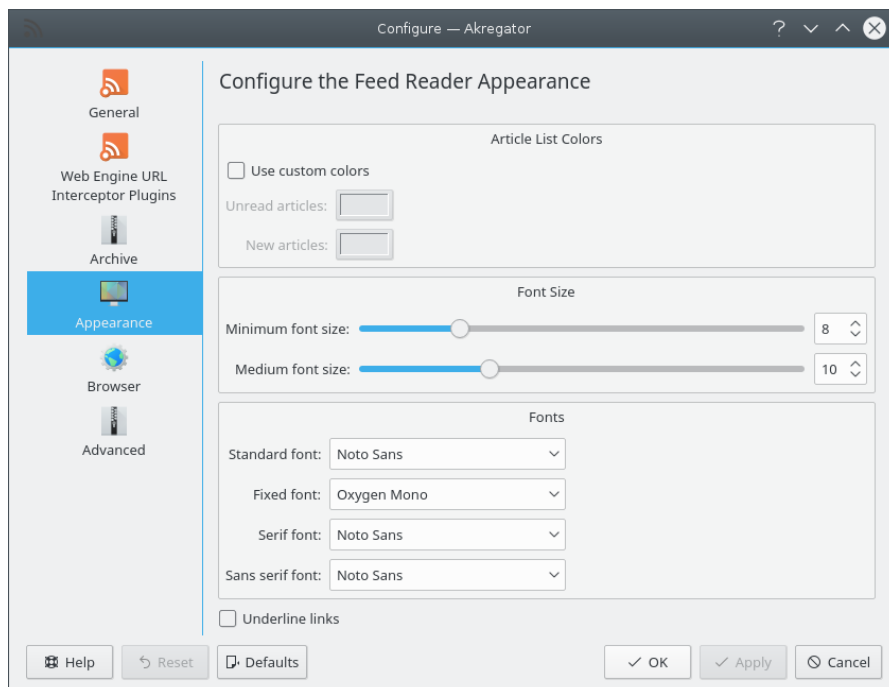 Configure — Akregator
General
Web Engine URL
Interceptor Plugins
Archive
Appearance
Browser
Advanced
Configure the Feed Reader Appearance
Article List Colors
Use custom colors
Unread articles:
New articles:
Font Size
Minimum font size: 8
Medium font size: 10
Fonts
Standard font: Noto Sans
Fixed font: Oxygen Mono
Serif font: Noto Sans
Sans serif font: Noto Sans
Underline links
Help Reset Defaults OK Apply Cancel